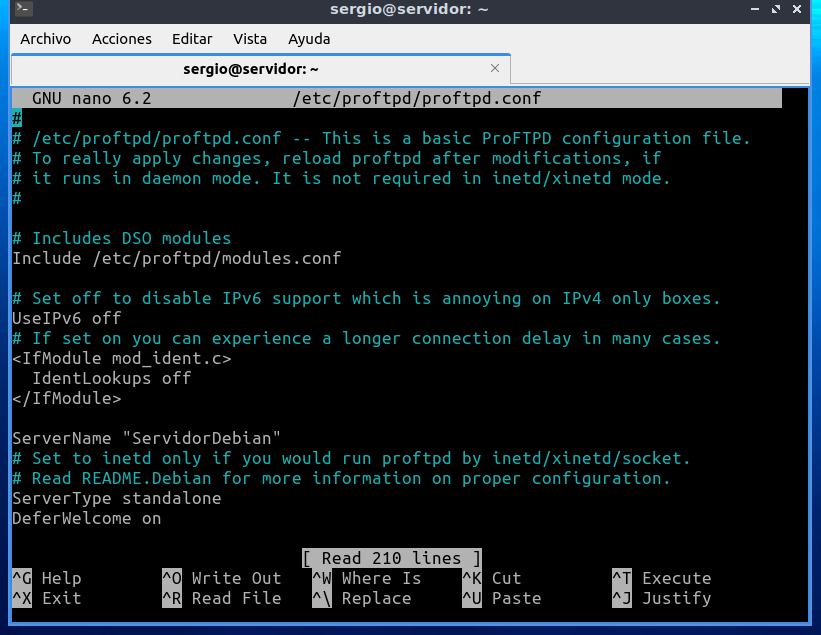 sergio@servidor: ~
Archivo Acciones Editar Vista Ayuda
sergio@servidor: ~
GNU nano 6.2 /etc/proftpd/proftpd.conf
#
# /etc/proftpd/proftpd.conf -- This is a basic ProFTPD configuration file.
# To really apply changes, reload proftpd after modifications, if
# it runs in daemon mode. It is not required in inetd/xinetd mode.
#

# Includes DSO modules
Include /etc/proftpd/modules.conf

# Set off to disable IPv6 support which is annoying on IPv4 only boxes.
UseIPv6 off
# If set on you can experience a longer connection delay in many cases.
<IfModule mod_ident.c>
  IdentLookups off
</IfModule>

ServerName "ServidorDebian"
# Set to inetd only if you would run proftpd by inetd/xinetd/socket.
# Read README.Debian for more information on proper configuration.
ServerType standalone
DeferWelcome on

[ Read 210 lines ]
^G Help ^O Write Out ^W Where Is ^K Cut ^T Execute
^X Exit ^R Read File ^\ Replace ^U Paste ^J Justify